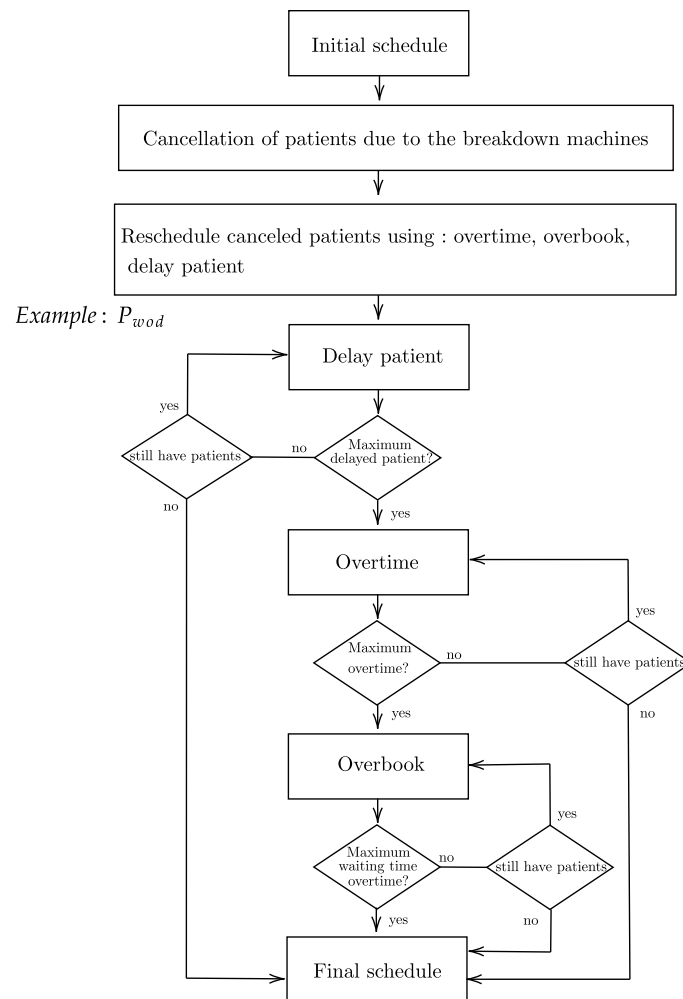 Initial schedule
Cancellation of patients due to the breakdown machines
Reschedule canceled patients using : overtime, overbook,
delay patient
Example : P_wod
Delay patient
yes
still have patients
no
no
Maximum
delayed patient?
yes
Overtime
yes
Maximum
overtime?
no
still have patients
yes
no
Overbook
yes
Maximum
waiting time
overtime?
no
still have patients
yes
no
Final schedule